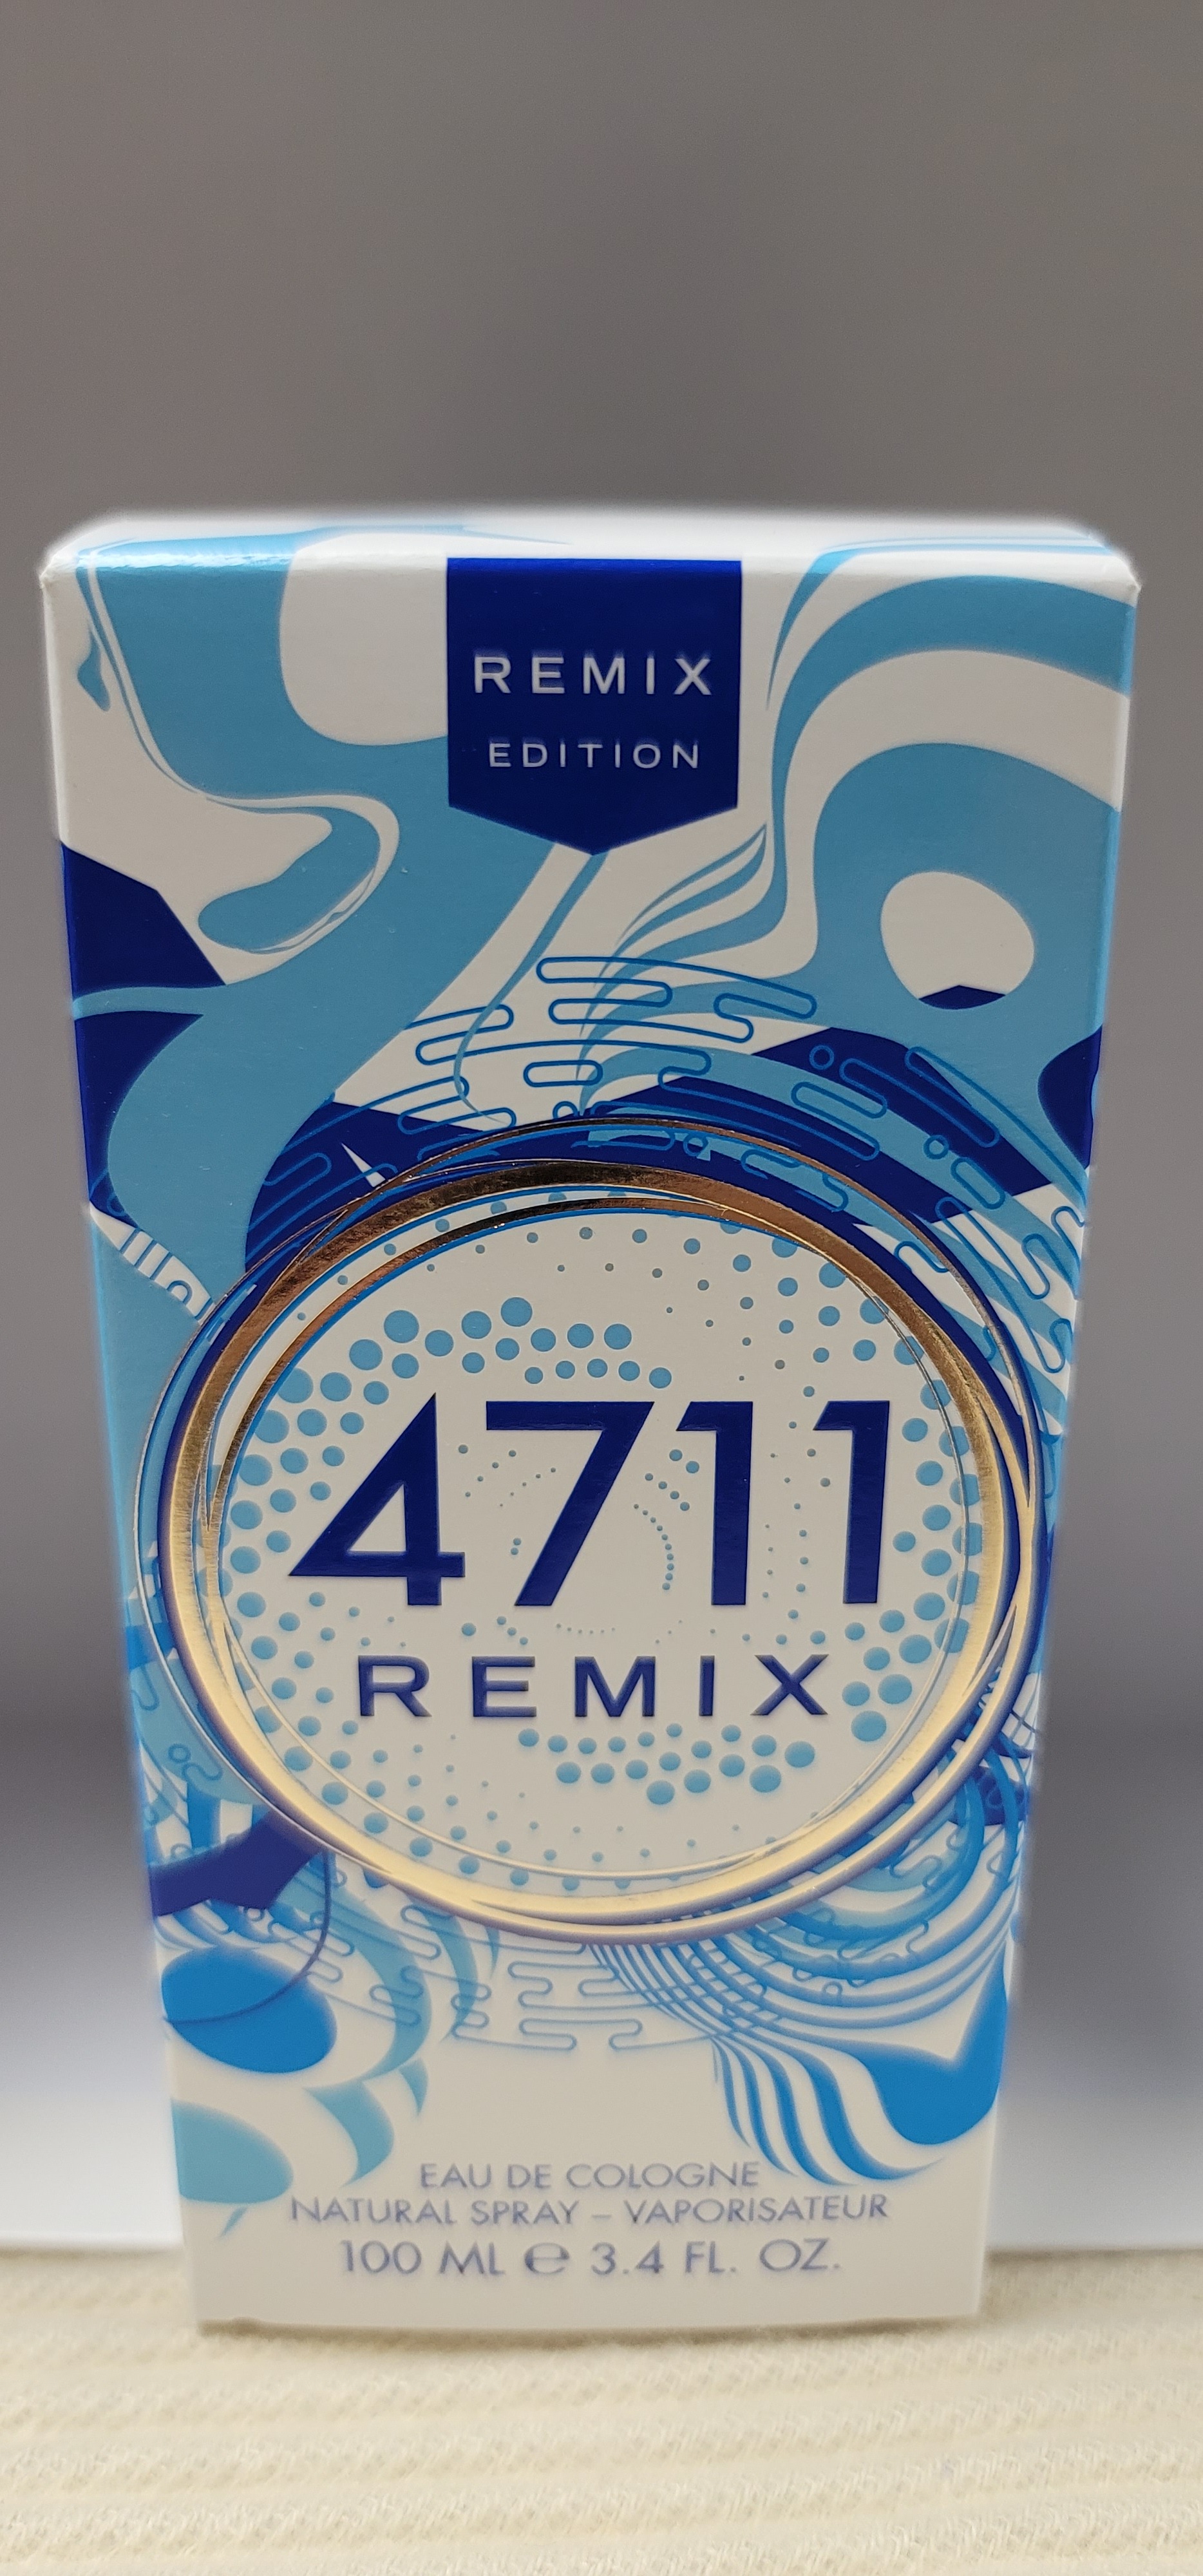 REMIX
EDITION
4711
REMIX
EAU DE COLOGNE
NATURAL SPRAY – VAPORISATEUR
100 ML ℮ 3.4 FL. OZ.